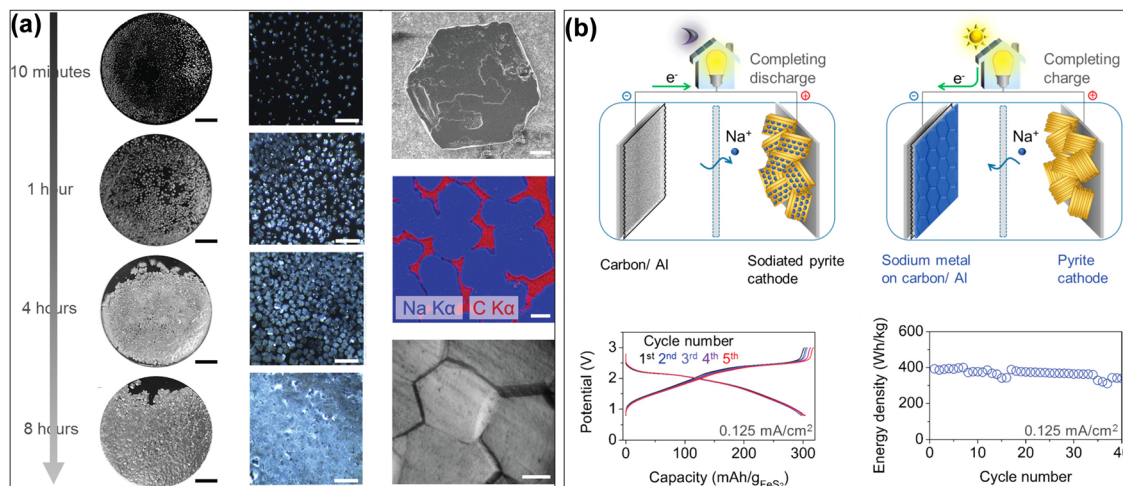 (a)
10 minutes
1 hour
4 hours
8 hours
Na Kα C Kα
(b)
Completing
discharge
e-
Na+
Carbon/ Al
Sodiated pyrite
cathode
Completing
charge
e-
Na+
Sodium metal
on carbon/ Al
Pyrite
cathode
Potential (V)
3
2
1
0
Cycle number
1st 2nd 3rd 4th 5th
0.125 mA/cm2
0 100 200 300
Capacity (mAh/gFeS2)
Energy density (Wh/kg)
600
400
200
0
0.125 mA/cm2
0 10 20 30 40
Cycle number